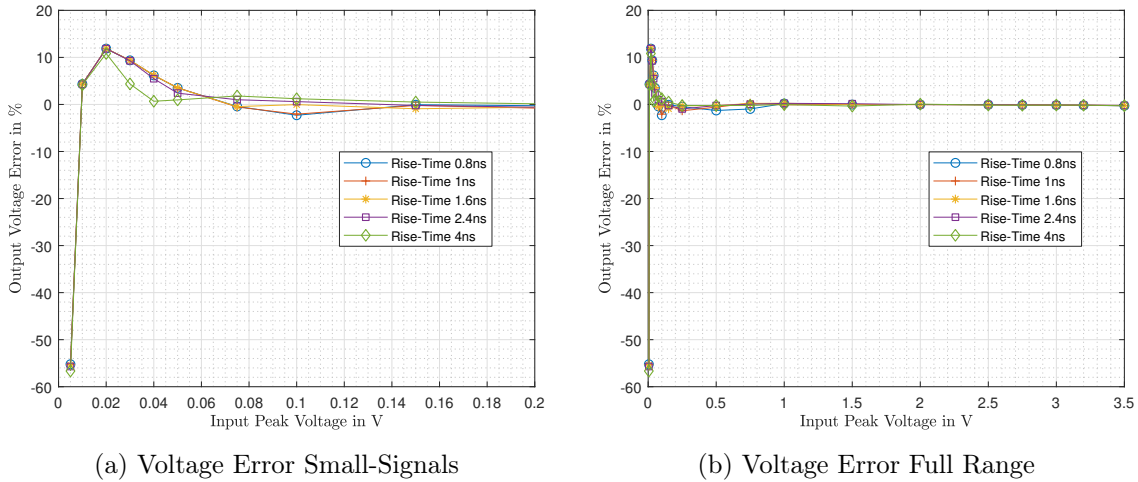 20
10
0
-10
-20
-30
-40
-50
-60
Output Voltage Error in %
Rise-Time 0.8ns
Rise-Time 1ns
Rise-Time 1.6ns
Rise-Time 2.4ns
Rise-Time 4ns
0 0.02 0.04 0.06 0.08 0.1 0.12 0.14 0.16 0.18 0.2
Input Peak Voltage in V
(a) Voltage Error Small-Signals
20
10
0
-10
-20
-30
-40
-50
-60
Output Voltage Error in %
Rise-Time 0.8ns
Rise-Time 1ns
Rise-Time 1.6ns
Rise-Time 2.4ns
Rise-Time 4ns
0 0.5 1 1.5 2 2.5 3 3.5
Input Peak Voltage in V
(b) Voltage Error Full Range